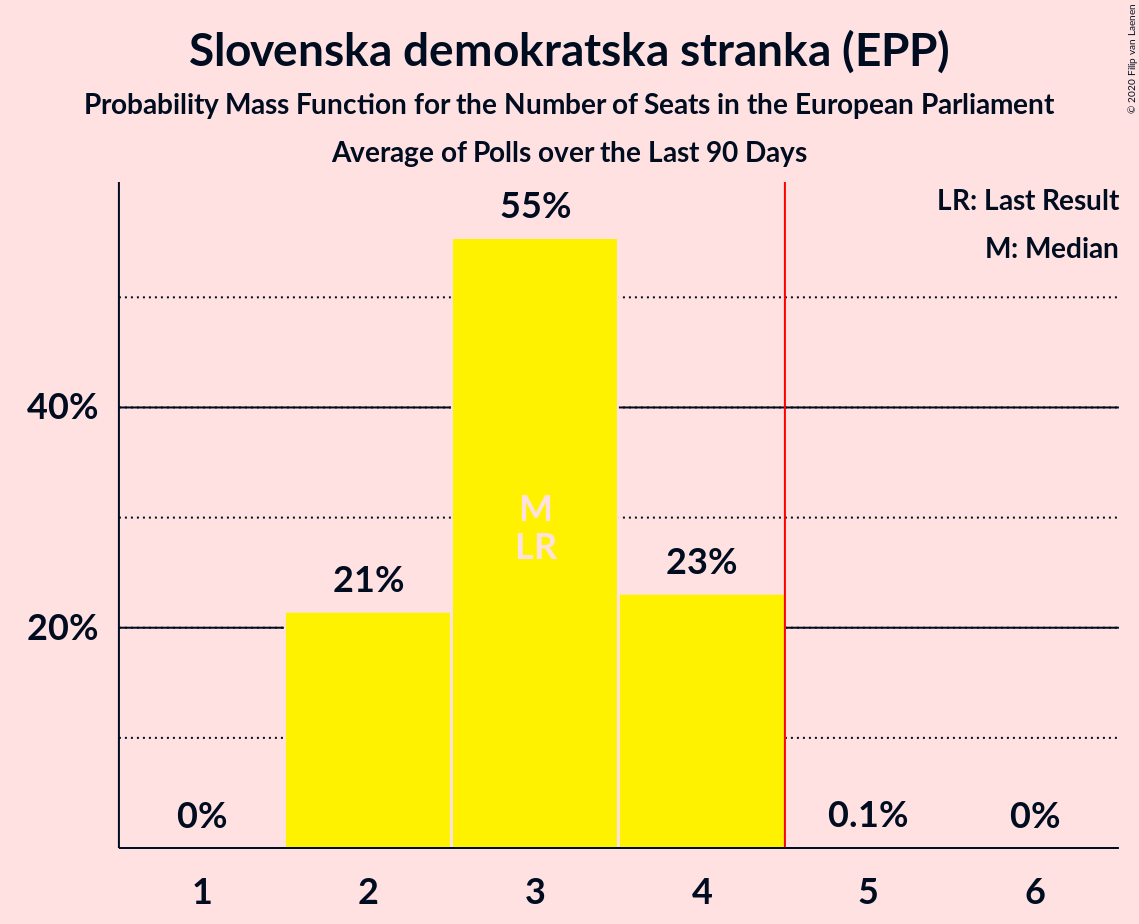 Slovenska demokratska stranka (EPP)
Probability Mass Function for the Number of Seats in the European Parliament
Average of Polls over the Last 90 Days
© 2020 Filip van Laenen
LR: Last Result
M: Median
55%
40%
M
LR
23%
21%
20%
0%
0.1%
0%
1 2 3 4 5 6